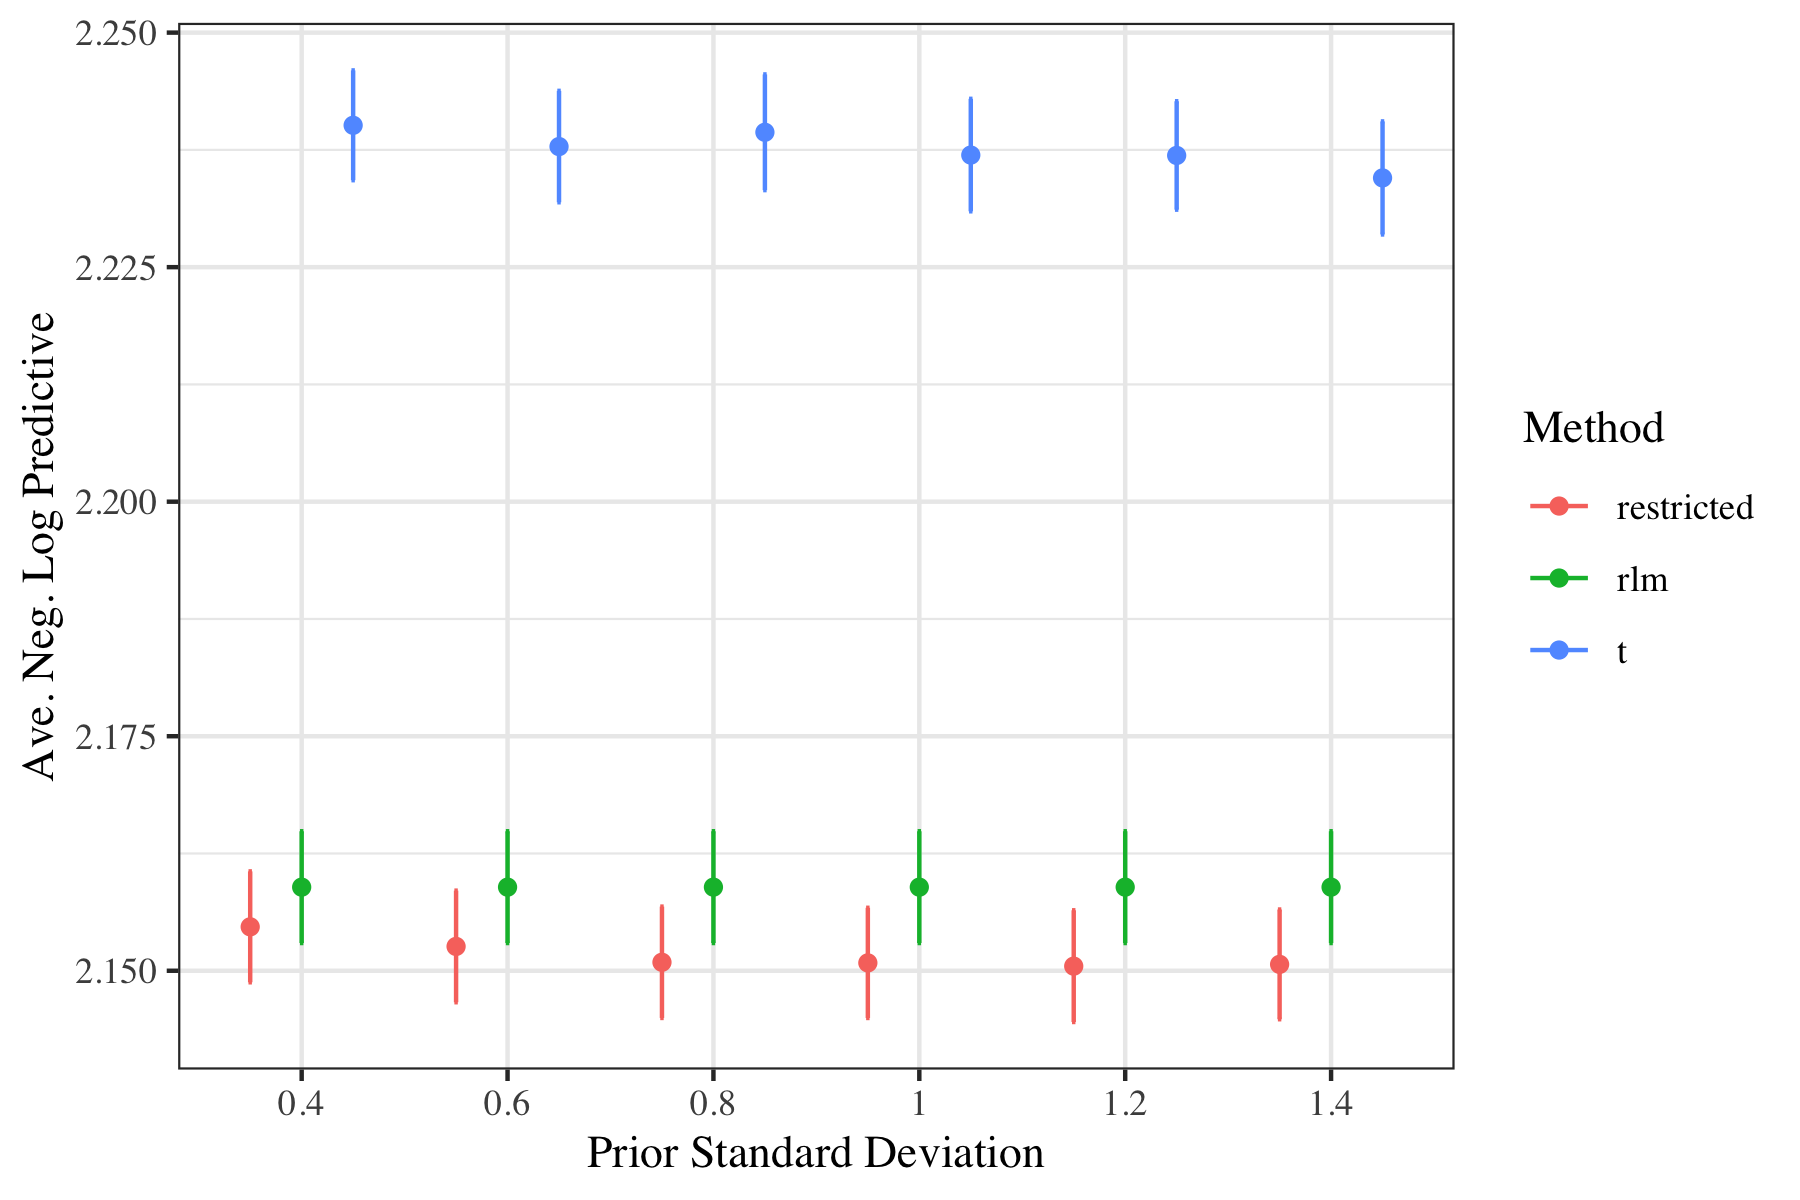 2.250
2.225
2.200
2.175
2.150
Ave. Neg. Log Predictive
0.4
0.6
0.8
1
1.2
1.4
Prior Standard Deviation
Method
restricted
rlm
t